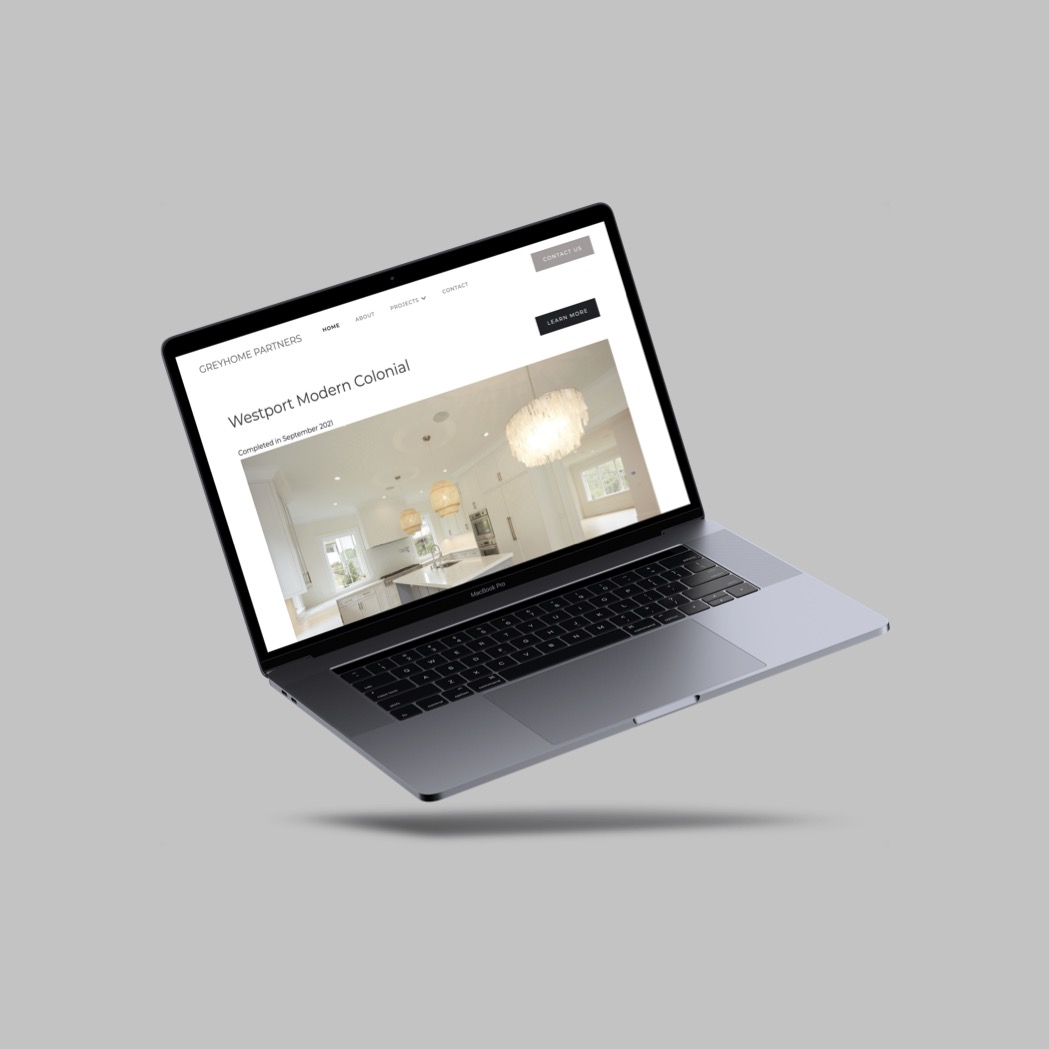 GREYHOME PARTNERS
HOME
ABOUT
PROJECTS
CONTACT
CONTACT US
LEARN MORE
Westport Modern Colonial
Completed in September 2021
MacBook Pro